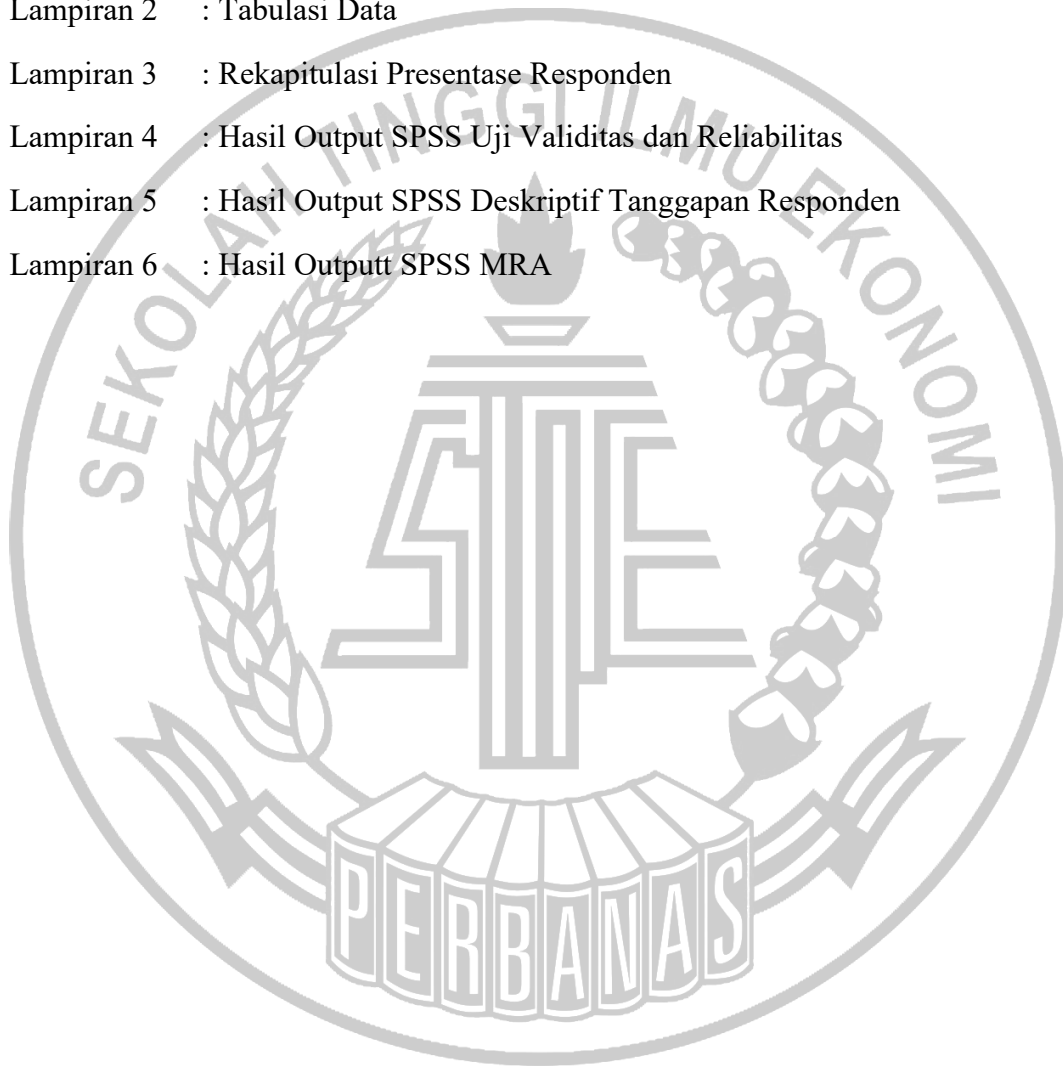 Lampiran 2 : Tabulasi Data
Lampiran 3 : Rekapitulasi Presentase Responden
Lampiran 4 : Hasil Output SPSS Uji Validitas dan Reliabilitas
Lampiran 5 : Hasil Output SPSS Deskriptif Tanggapan Responden
Lampiran 6 : Hasil Outputt SPSS MRA
SEKOLAH TINGGI ILMU EKONOMI
STIE
PERBANAS